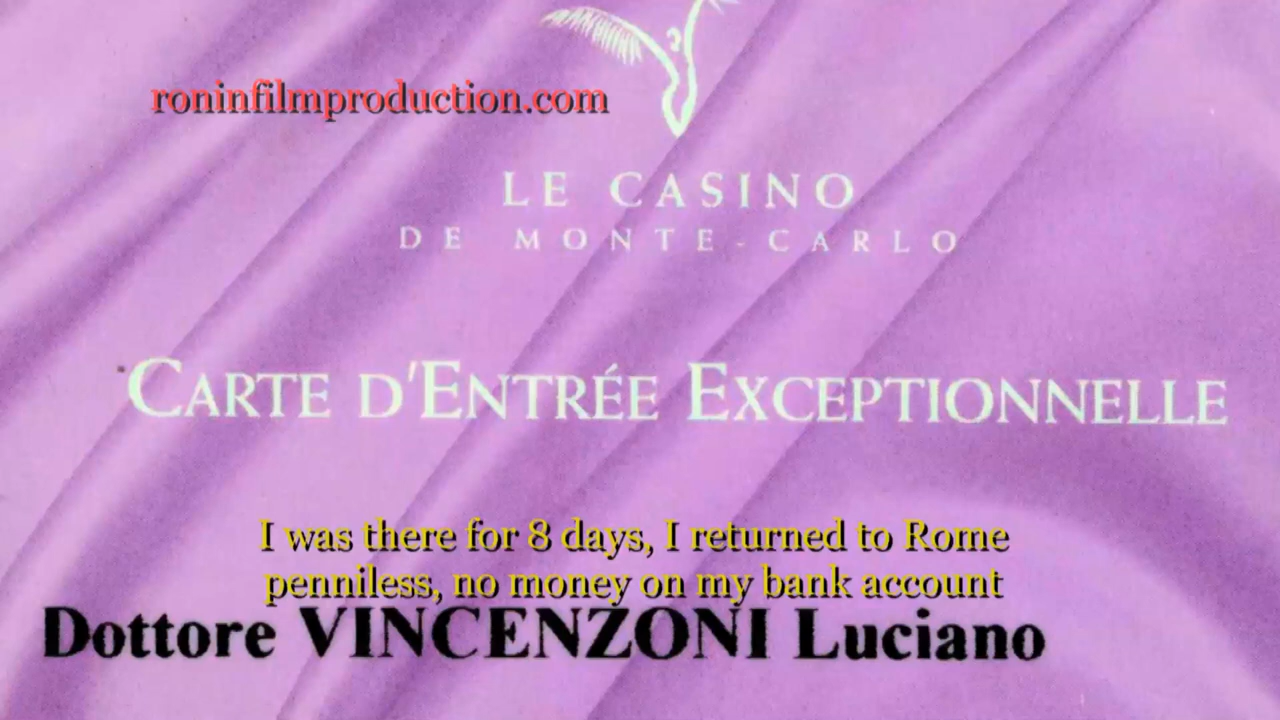 roninfilmproduction.com
LE CASINO
DE MONTE-CARLO
CARTE D'ENTRÉE EXCEPTIONNELLE
I was there for 8 days, I returned to Rome
penniless, no money on my bank account
Dottore VINCENZONI Luciano